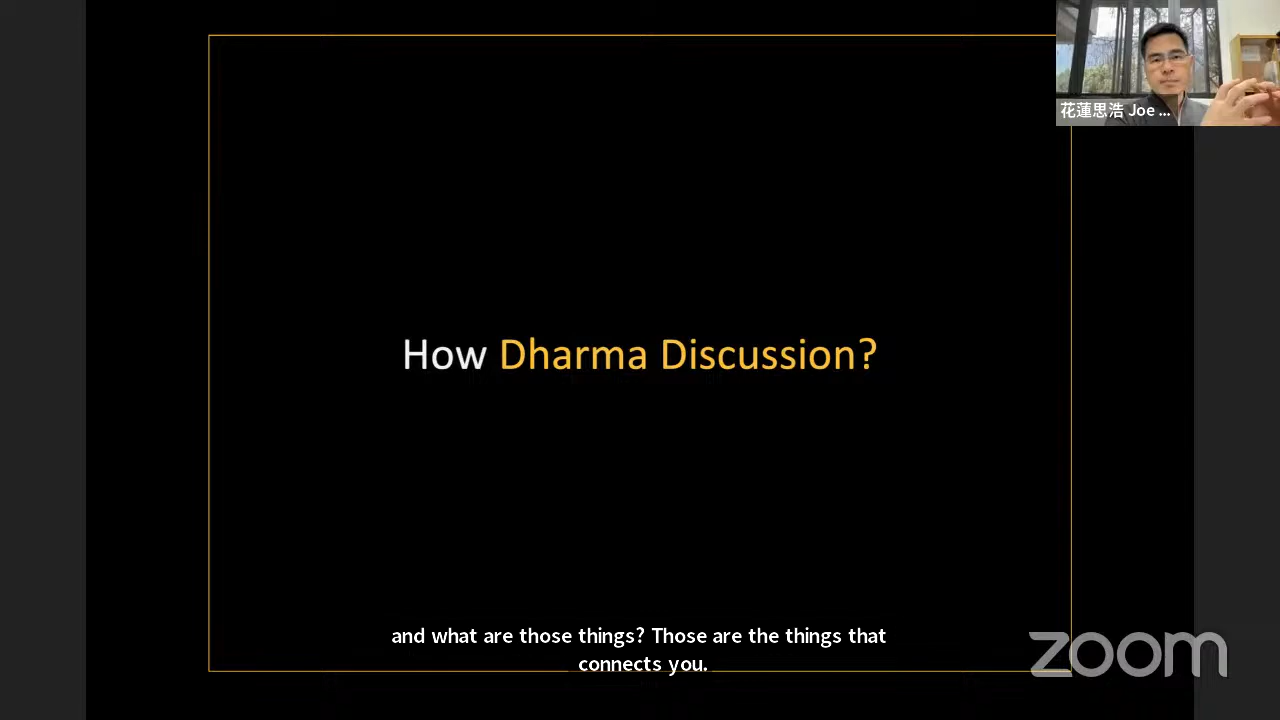 花蓮思浩 Joe ...
How Dharma Discussion?
and what are those things? Those are the things that
connects you.
zoom